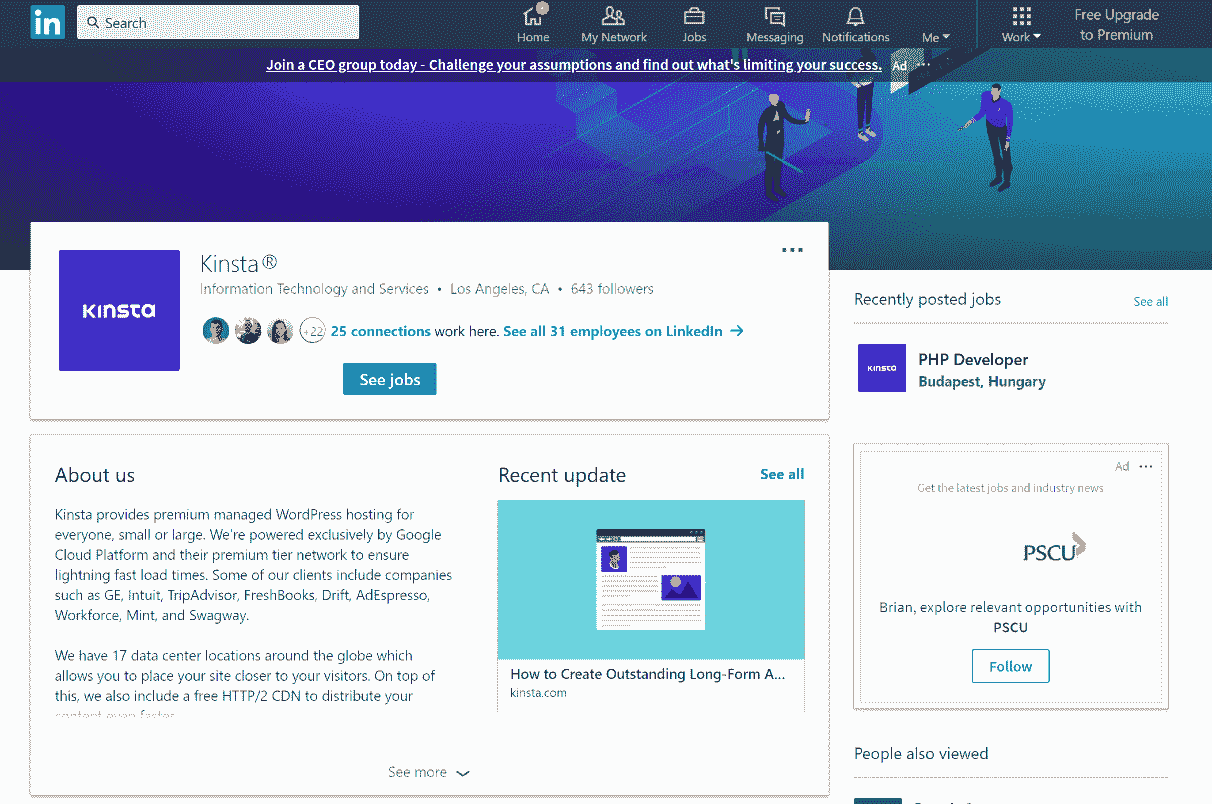 in
Search
Home
My Network
Jobs
Messaging
Notifications
Me
Work
Free Upgrade
to Premium
Join a CEO group today - Challenge your assumptions and find out what's limiting your success.
Ad ...
Kinsta
Kinsta®
Information Technology and Services • Los Angeles, CA • 643 followers
+22 25 connections work here. See all 31 employees on LinkedIn →
See jobs
About us
Kinsta provides premium managed WordPress hosting for
everyone, small or large. We're powered exclusively by Google
Cloud Platform and their premium tier network to ensure
lightning fast load times. Some of our clients include companies
such as GE, Intuit, TripAdvisor, FreshBooks, Drift, AdEspresso,
Workforce, Mint, and Swagway.
We have 17 data center locations around the globe which
allows you to place your site closer to your visitors. On top of
this, we also include a free HTTP/2 CDN to distribute your
content even faster.
See more
Recent update
See all
How to Create Outstanding Long-Form A...
kinsta.com
Recently posted jobs
See all
Kinsta
PHP Developer
Budapest, Hungary
Ad ...
Get the latest jobs and industry news
PSCU
Brian, explore relevant opportunities with
PSCU
Follow
People also viewed